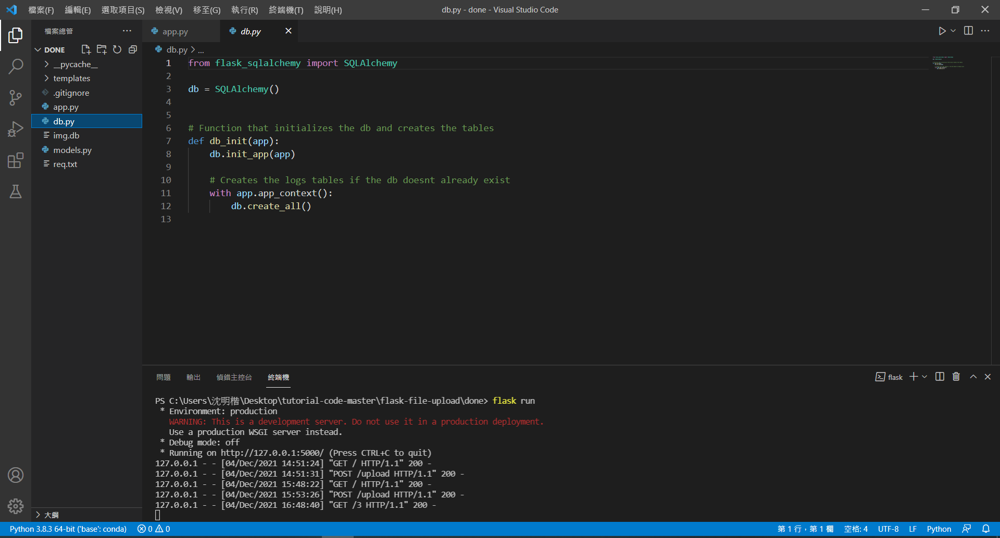 檔案(F) 編輯(E) 選取項目(S) 檢視(V) 移至(G) 執行(R) 終端機(T) 說明(H) db.py - done - Visual Studio Code
檔案總管
DONE
__pycache__
templates
.gitignore
app.py
db.py
img.db
models.py
req.txt
大綱
app.py db.py
db.py > ...
1 from flask_sqlalchemy import SQLAlchemy
2
3 db = SQLAlchemy()
4
5
6 # Function that initializes the db and creates the tables
7 def db_init(app):
8 db.init_app(app)
9
10 # Creates the logs tables if the db doesnt already exist
11 with app.app_context():
12 db.create_all()
13
問題 輸出 偵錯主控台 終端機 flask
PS C:\Users\沈明楷\Desktop\tutorial-code-master\flask-file-upload\done> flask run
* Environment: production
WARNING: This is a development server. Do not use it in a production deployment.
Use a production WSGI server instead.
* Debug mode: off
* Running on http://127.0.0.1:5000/ (Press CTRL+C to quit)
127.0.0.1 - - [04/Dec/2021 14:51:24] "GET / HTTP/1.1" 200 -
127.0.0.1 - - [04/Dec/2021 14:51:31] "POST /upload HTTP/1.1" 200 -
127.0.0.1 - - [04/Dec/2021 15:48:22] "GET / HTTP/1.1" 200 -
127.0.0.1 - - [04/Dec/2021 15:53:26] "POST /upload HTTP/1.1" 200 -
127.0.0.1 - - [04/Dec/2021 16:48:40] "GET /3 HTTP/1.1" 200 -
Python 3.8.3 64-bit ('base': conda) 0 0 第 1 行，第 1 欄 空格: 4 UTF-8 LF Python